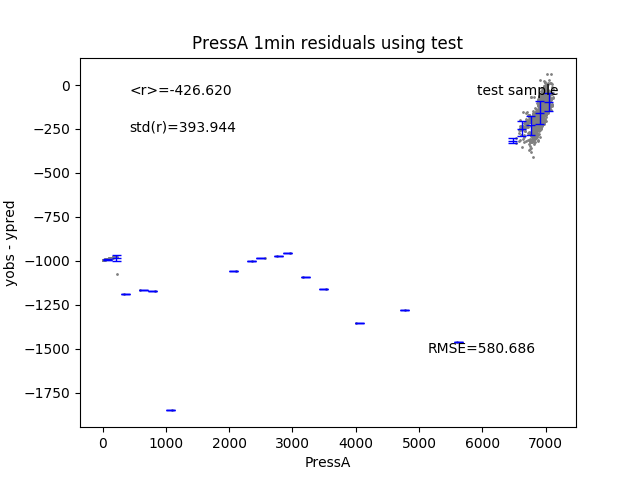 PressA 1min residuals using test
<r>=-426.620
test sample
std(r)=393.944
RMSE=580.686
yobs - ypred
0
−250
−500
−750
−1000
−1250
−1500
−1750
0 1000 2000 3000 4000 5000 6000 7000
PressA